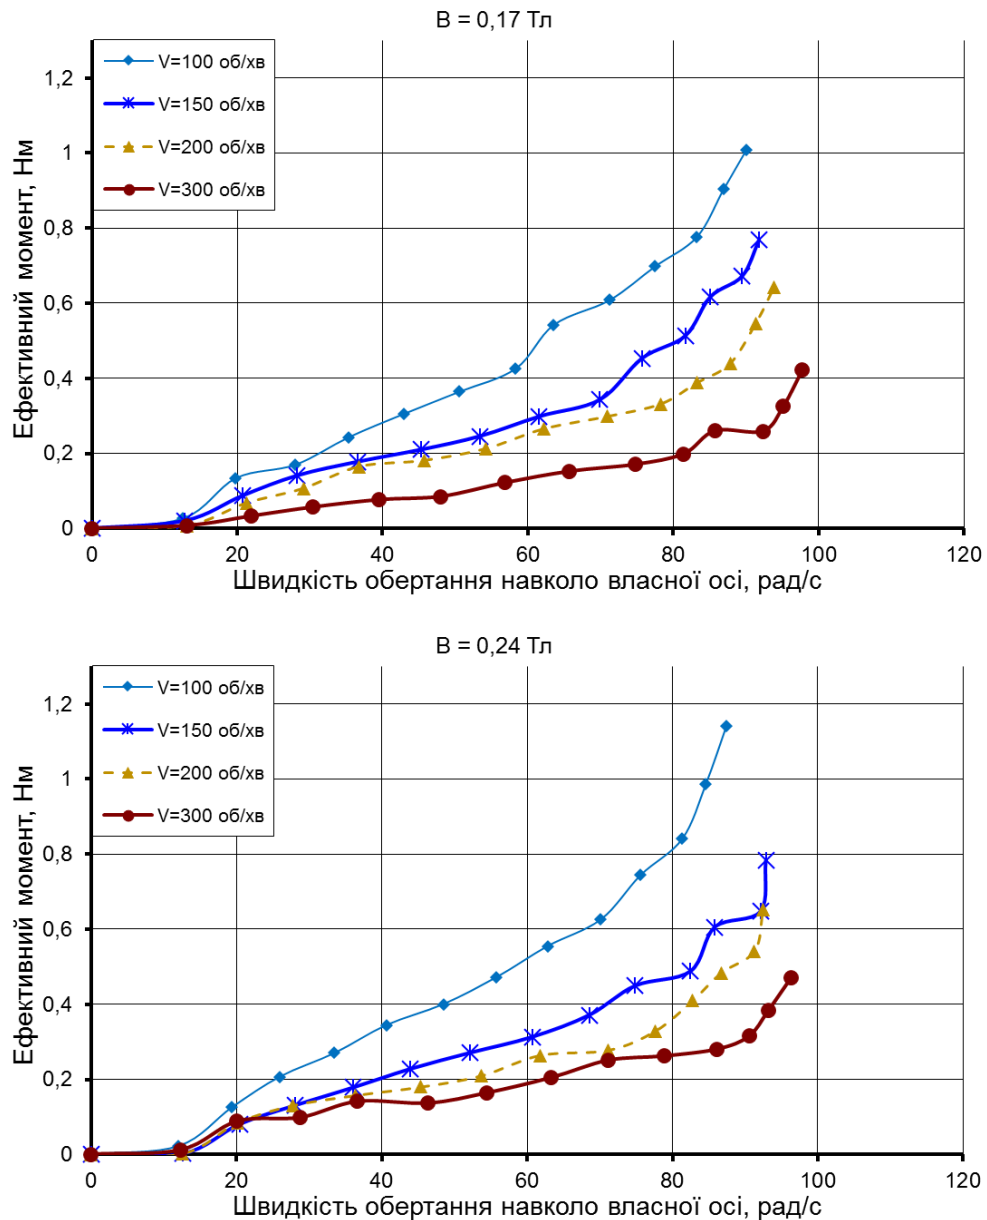 B = 0,17 Тл
V=100 об/хв
V=150 об/хв
V=200 об/хв
V=300 об/хв
Ефективний момент, Нм
1,2
1
0,8
0,6
0,4
0,2
0
0 20 40 60 80 100 120
Швидкість обертання навколо власної осі, рад/с
B = 0,24 Тл
V=100 об/хв
V=150 об/хв
V=200 об/хв
V=300 об/хв
Ефективний момент, Нм
1,2
1
0,8
0,6
0,4
0,2
0
0 20 40 60 80 100 120
Швидкість обертання навколо власної осі, рад/с